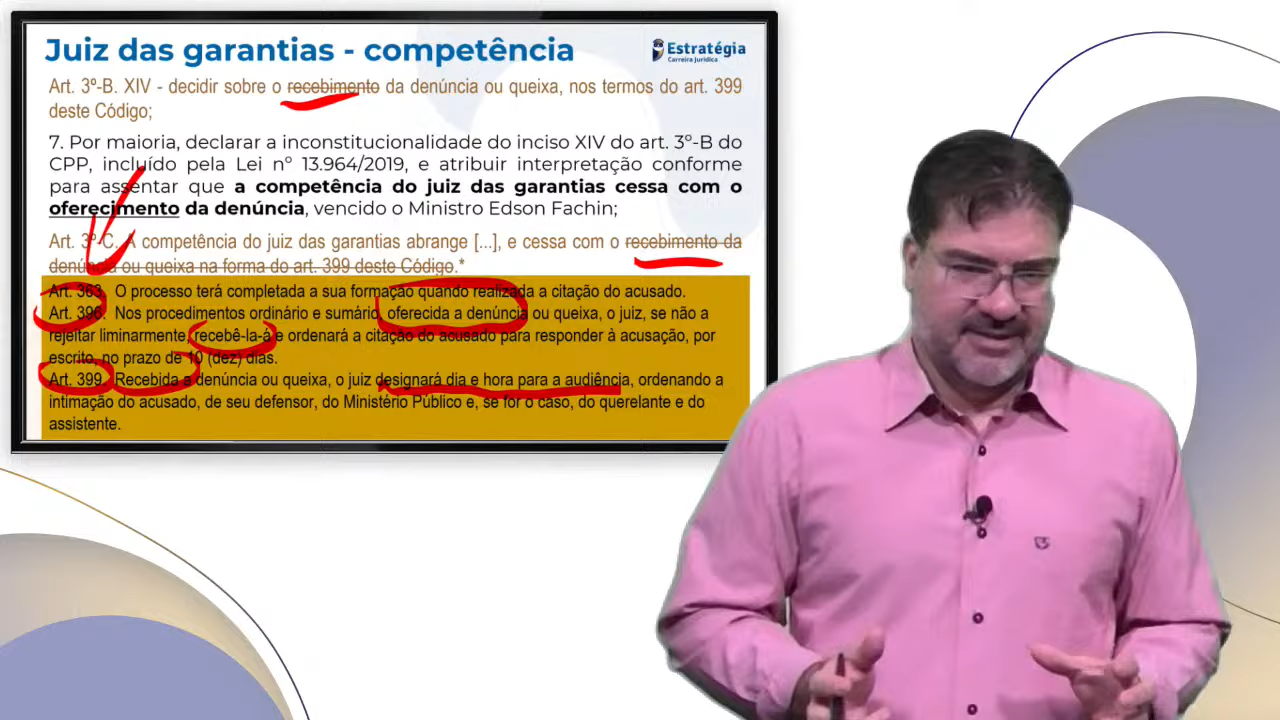 Juiz das garantias - competência
Estratégia
Carreira Jurídica
Art. 3º-B. XIV - decidir sobre o recebimento da denúncia ou queixa, nos termos do art. 399
deste Código;
7. Por maioria, declarar a inconstitucionalidade do inciso XIV do art. 3º-B do
CPP, incluído pela Lei nº 13.964/2019, e atribuir interpretação conforme
para assentar que a competência do juiz das garantias cessa com o
oferecimento da denúncia, vencido o Ministro Edson Fachin;
Art. 3º-C. A competência do juiz das garantias abrange [...], e cessa com o recebimento da
denúncia ou queixa na forma do art. 399 deste Código.*
Art. 363. O processo terá completada a sua formação quando realizada a citação do acusado.
Art. 396. Nos procedimentos ordinário e sumário, oferecida a denúncia ou queixa, o juiz, se não a
rejeitar liminarmente, recebê-la-á e ordenará a citação do acusado para responder à acusação, por
escrito, no prazo de 10 (dez) dias.
Art. 399. Recebida a denúncia ou queixa, o juiz designará dia e hora para a audiência, ordenando a
intimação do acusado, de seu defensor, do Ministério Público e, se for o caso, do querelante e do
assistente.